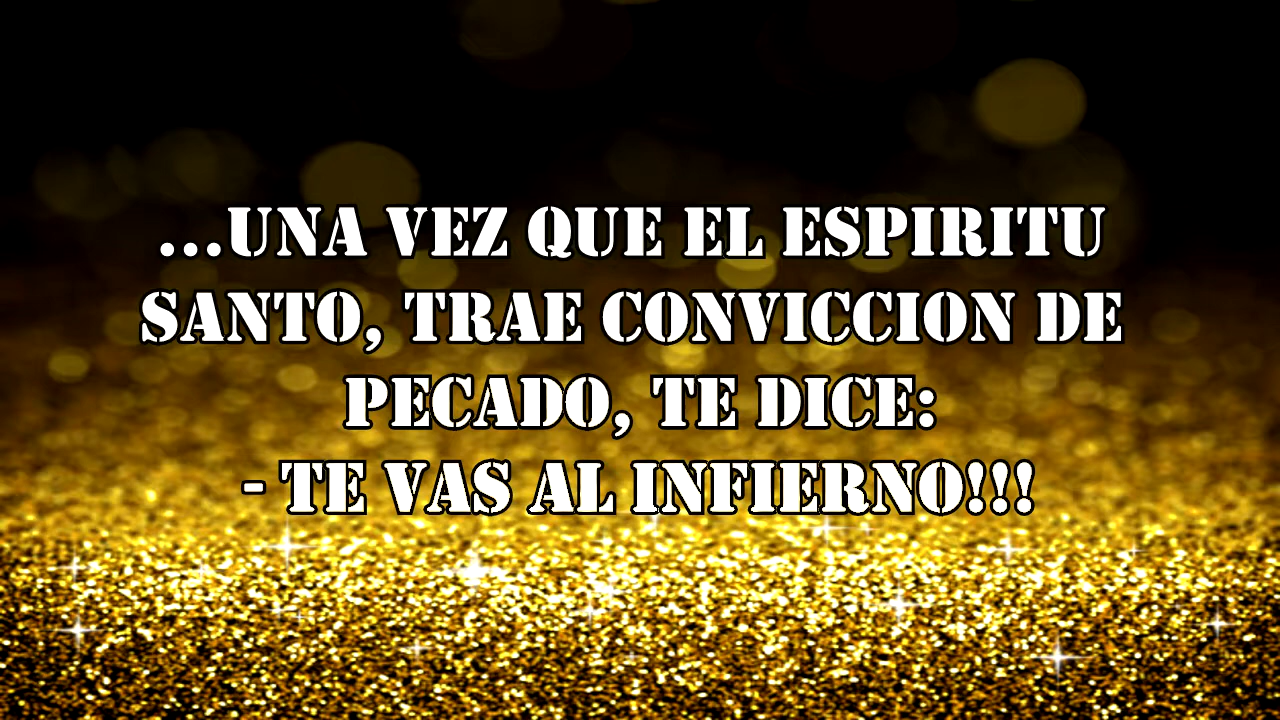 ...UNA VEZ QUE EL ESPIRITU
SANTO, TRAE CONVICCION DE
PECADO, TE DICE:
- TE VAS AL INFIERNO!!!